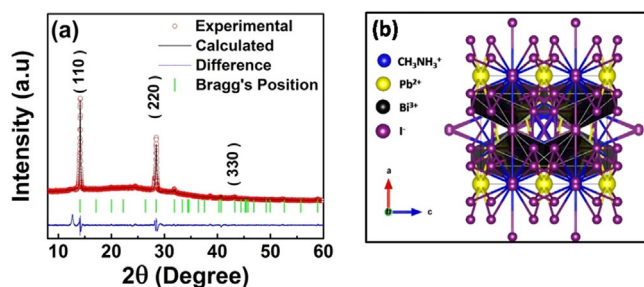 (a)
Experimental
Calculated
Difference
Bragg's Position
(110)
(220)
(330)
Intensity (a.u)
10 20 30 40 50 60
2θ (Degree)
(b)
CH₃NH₃⁺
Pb²⁺
Bi³⁺
I⁻
a
c